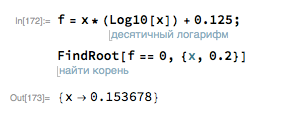 In[172]:= f = x * (Log10[x]) + 0.125;
десятичный логарифм
FindRoot[f == 0, {x, 0.2}]
найти корень
Out[173]= {x → 0.153678}